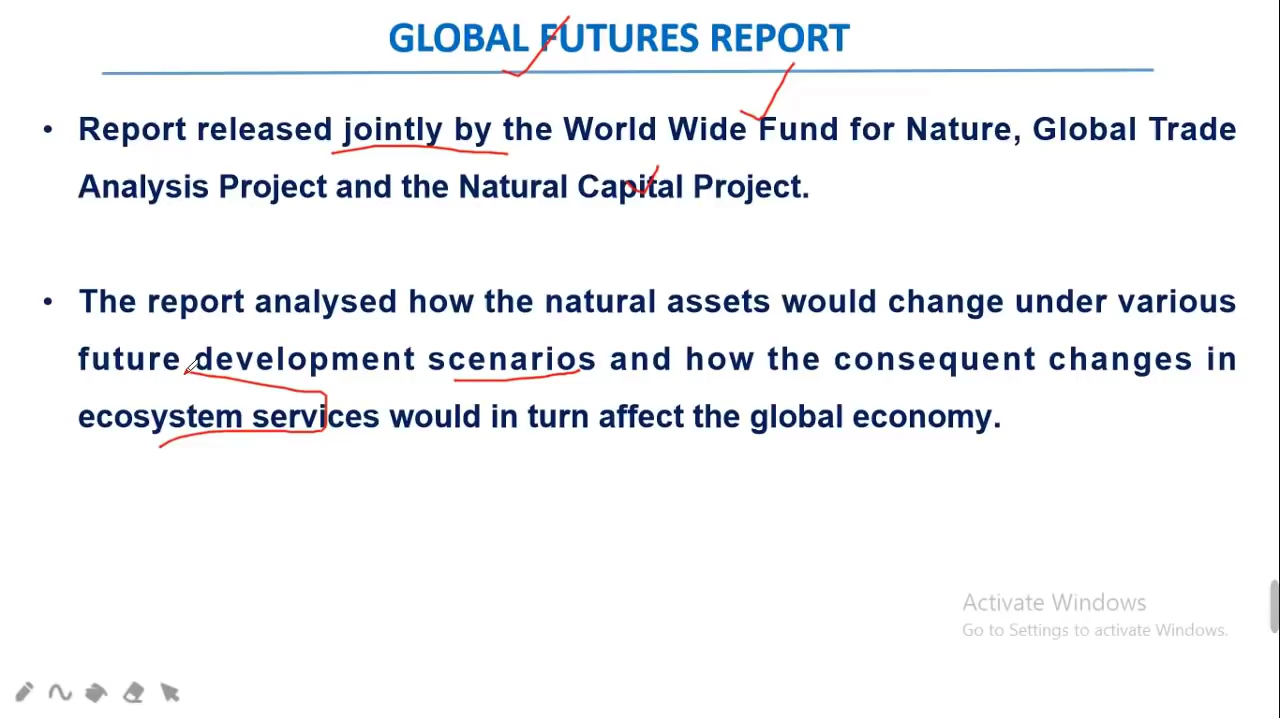 GLOBAL FUTURES REPORT
• Report released jointly by the World Wide Fund for Nature, Global Trade
Analysis Project and the Natural Capital Project.
• The report analysed how the natural assets would change under various
future development scenarios and how the consequent changes in
ecosystem services would in turn affect the global economy.
Activate Windows
Go to Settings to activate Windows.